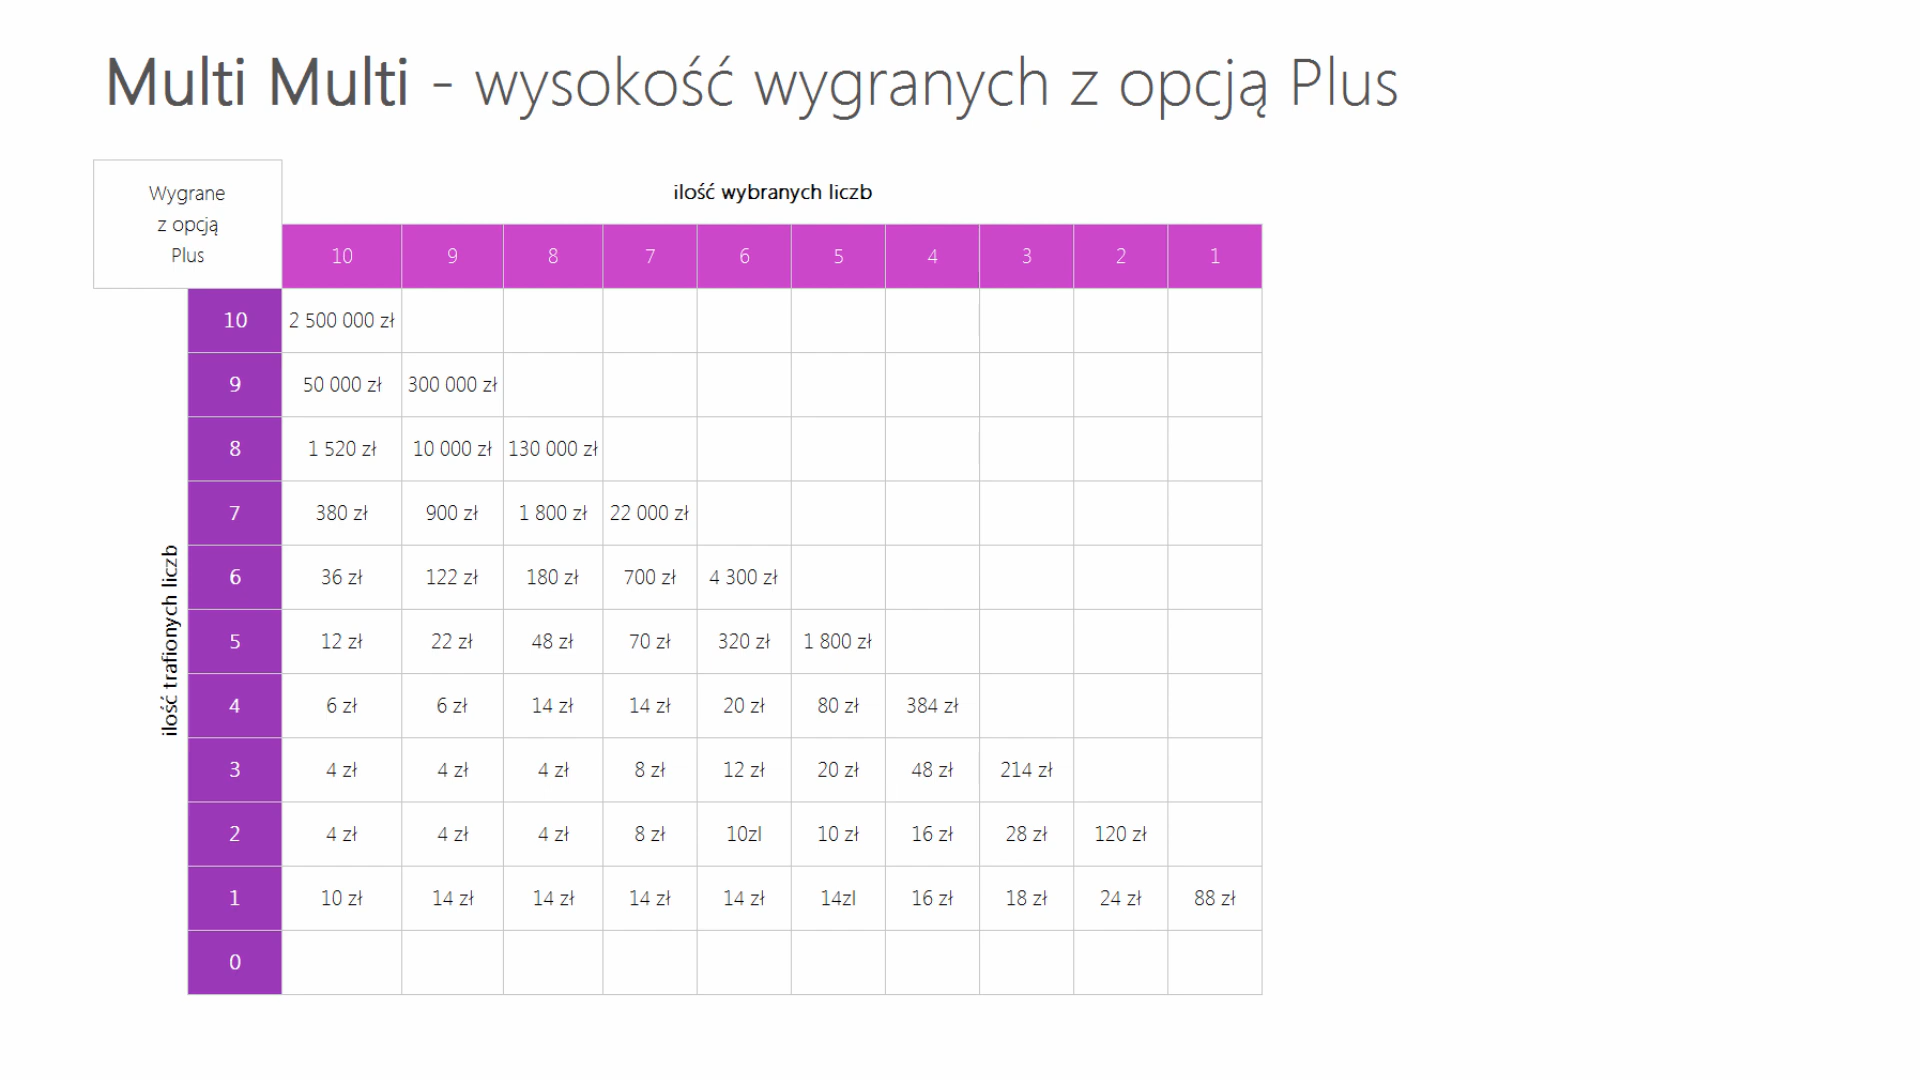 Multi Multi - wysokość wygranych z opcją Plus
Wygrane
z opcją
Plus
ilość wybranych liczb
10 9 8 7 6 5 4 3 2 1
ilość trafionych liczb
10 2 500 000 zł
9 50 000 zł 300 000 zł
8 1 520 zł 10 000 zł 130 000 zł
7 380 zł 900 zł 1 800 zł 22 000 zł
6 36 zł 122 zł 180 zł 700 zł 4 300 zł
5 12 zł 22 zł 48 zł 70 zł 320 zł 1 800 zł
4 6 zł 6 zł 14 zł 14 zł 20 zł 80 zł 384 zł
3 4 zł 4 zł 4 zł 8 zł 12 zł 20 zł 48 zł 214 zł
2 4 zł 4 zł 4 zł 8 zł 10zl 10 zł 16 zł 28 zł 120 zł
1 10 zł 14 zł 14 zł 14 zł 14 zł 14zl 16 zł 18 zł 24 zł 88 zł
0